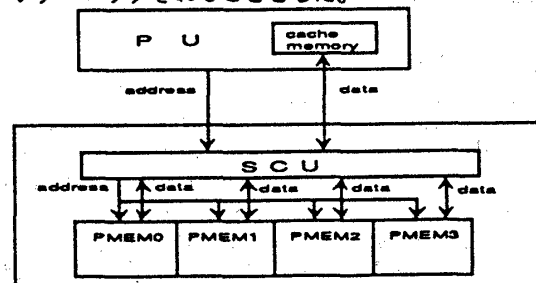 P U
cache
memory
address
data
S C U
address
data
data
data
data
PMEM0
PMEM1
PMEM2
PMEM3